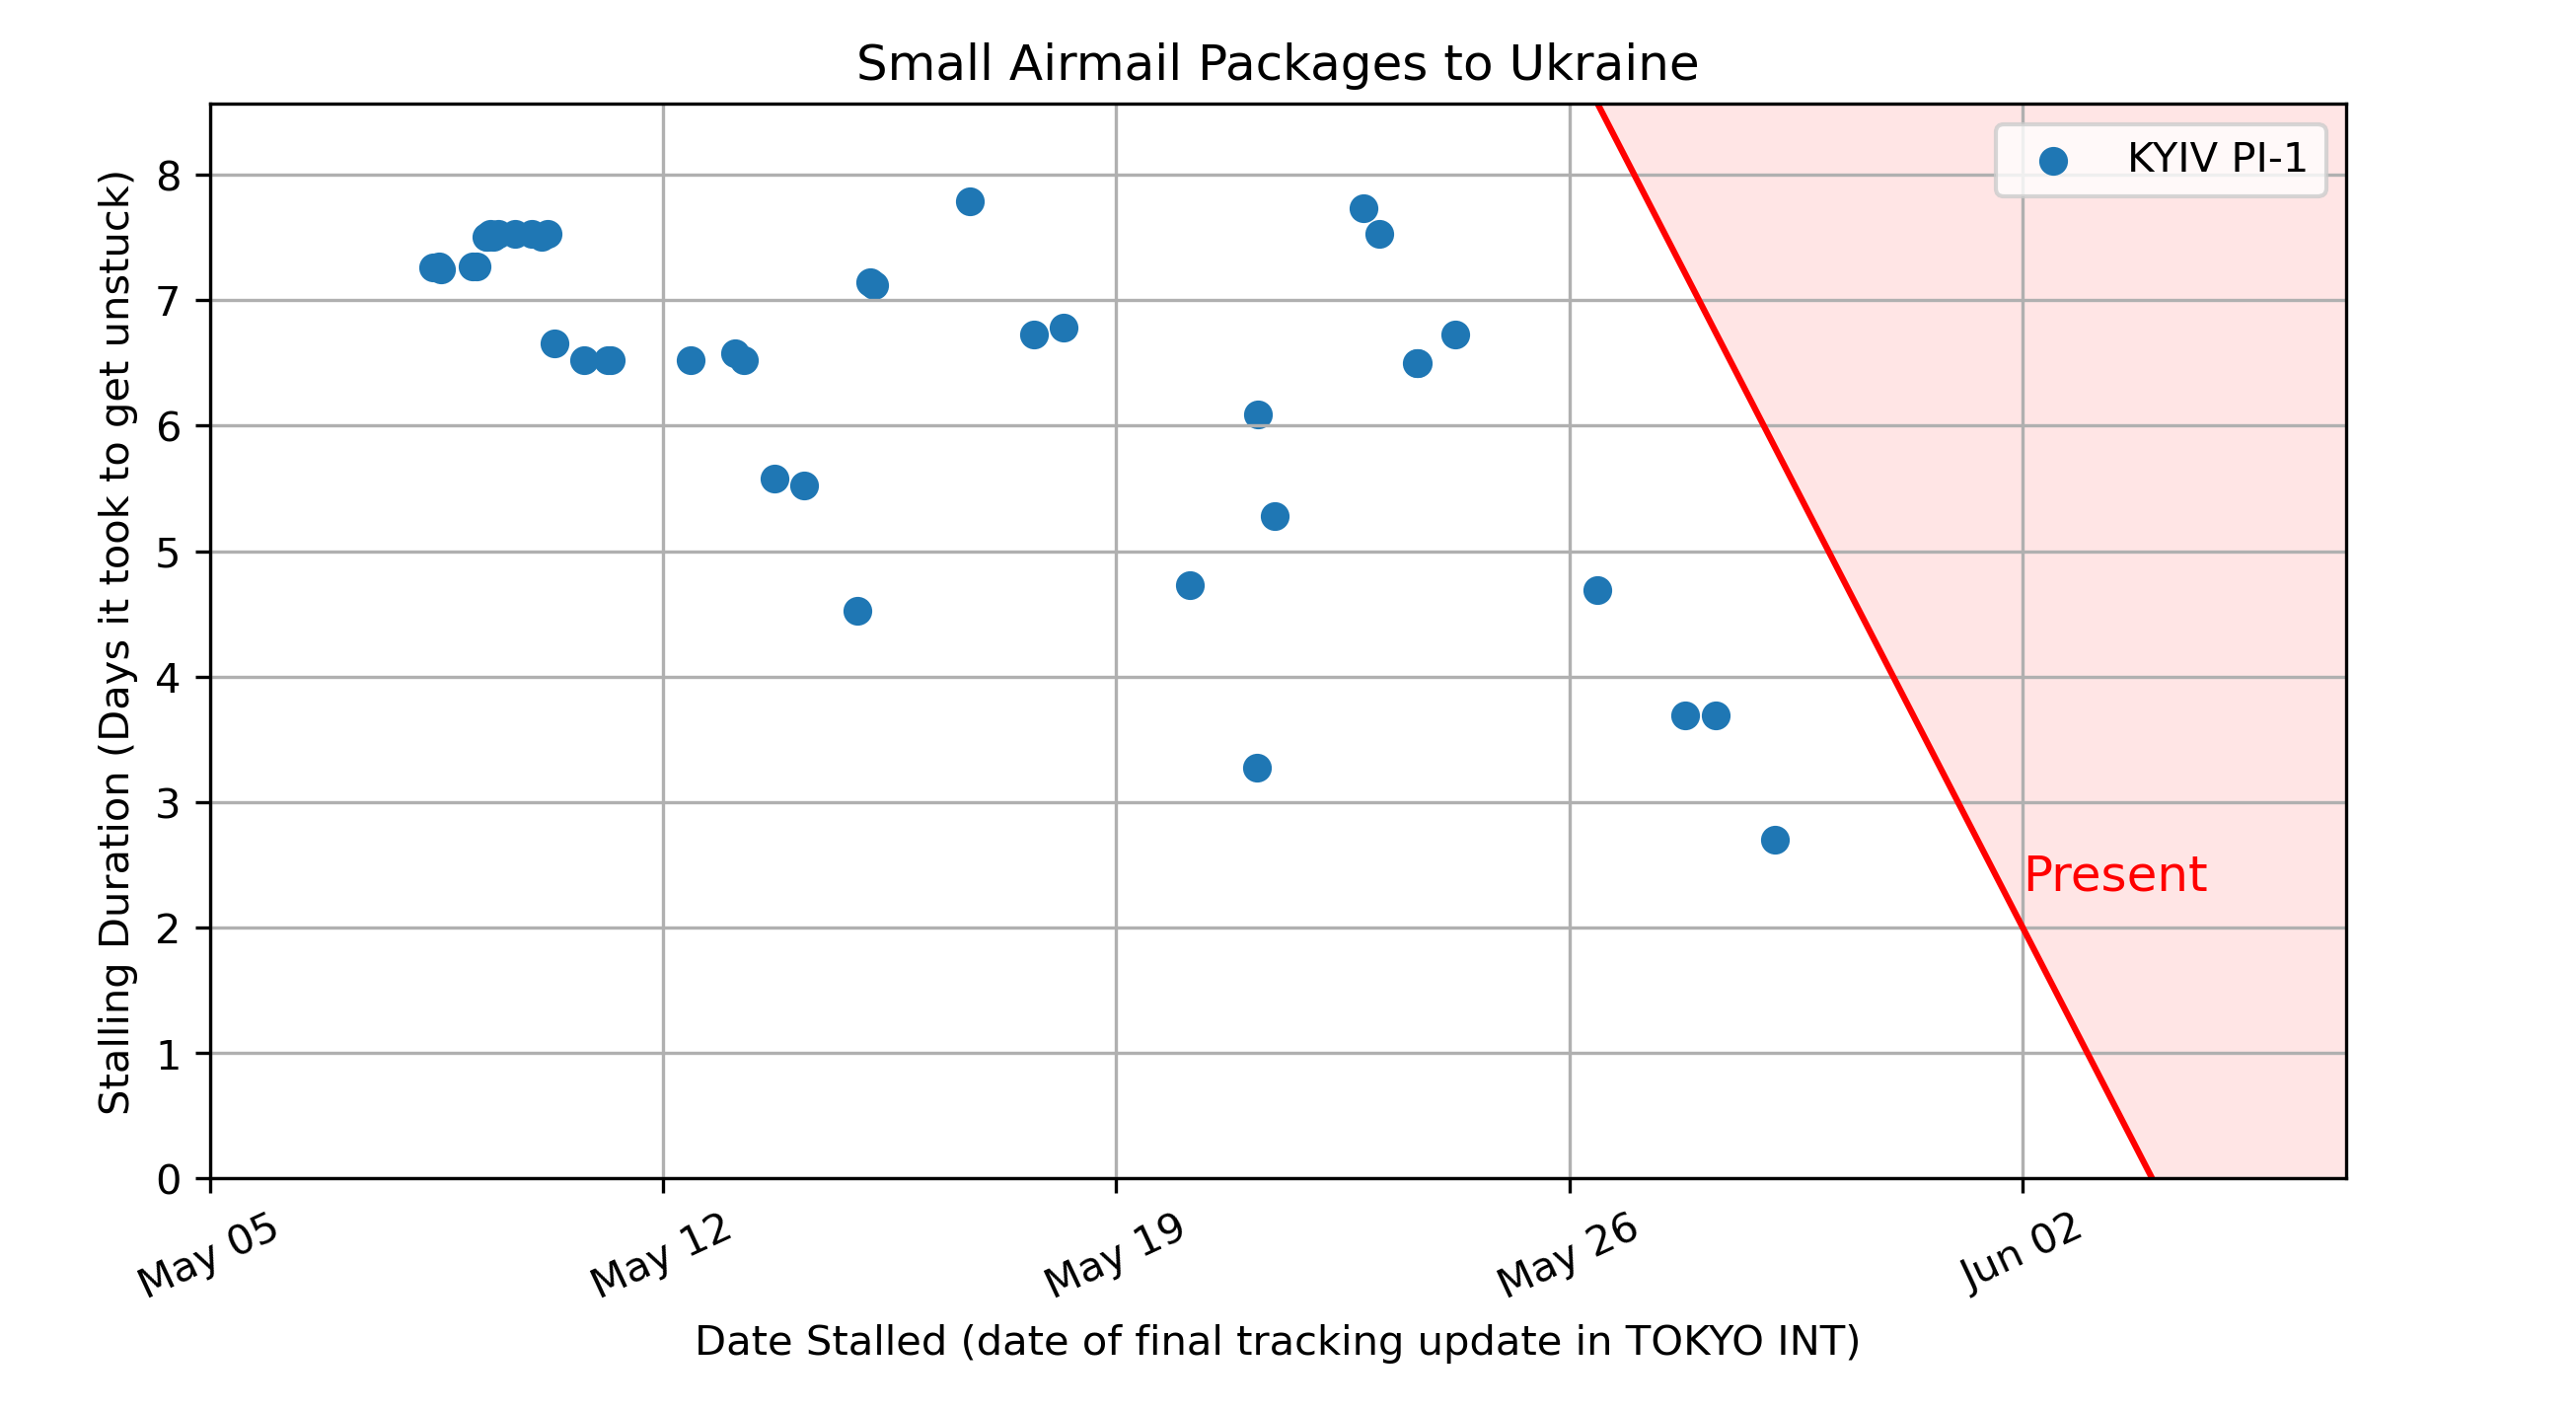 Small Airmail Packages to Ukraine
KYIV PI-1
Stalling Duration (Days it took to get unstuck)
8
7
6
5
4
3
2
1
0
Present
May 05
May 12
May 19
May 26
Jun 02
Date Stalled (date of final tracking update in TOKYO INT)